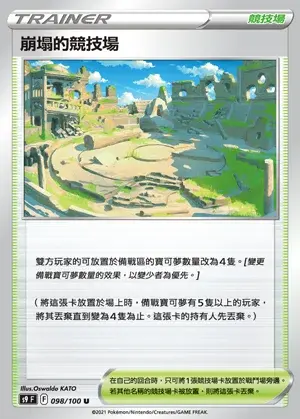 TRAINER
競技場
崩塌的競技場
雙方玩家的可放置於備戰區的寶可夢數量改為4隻。[變更
備戰寶可夢數量的效果,以變少者為優先。]
(將這張卡放置於場上時,備戰寶可夢有5隻以上的玩家,
將其丟棄直到變為4隻為止。這張卡的持有人先丟棄。)
Illus.Oswaldo KATO
s9 F F 098/100 U
在自己的回合時,只可將1張競技場卡放置於戰鬥場旁邊。
若其他名稱的競技場卡被放置,則將這張卡丟棄。
©2021 Pokémon/Nintendo/Creatures/GAME FREAK.